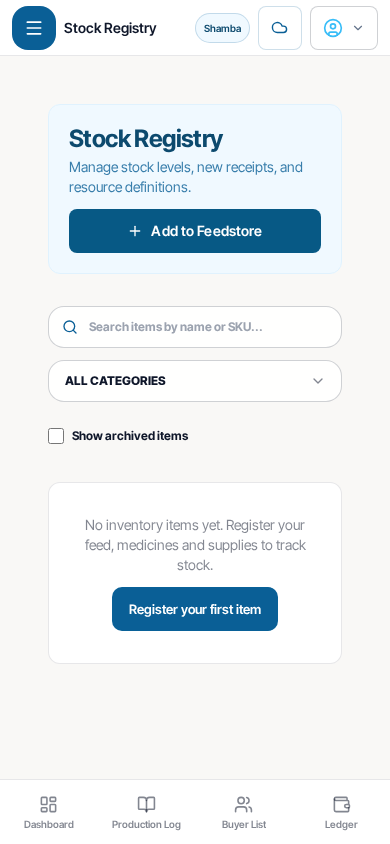 Stock Registry
Shamba
Stock Registry
Manage stock levels, new receipts, and
resource definitions.
Add to Feedstore
Search items by name or SKU...
ALL CATEGORIES
Show archived items
No inventory items yet. Register your
feed, medicines and supplies to track
stock.
Register your first item
Dashboard
Production Log
Buyer List
Ledger